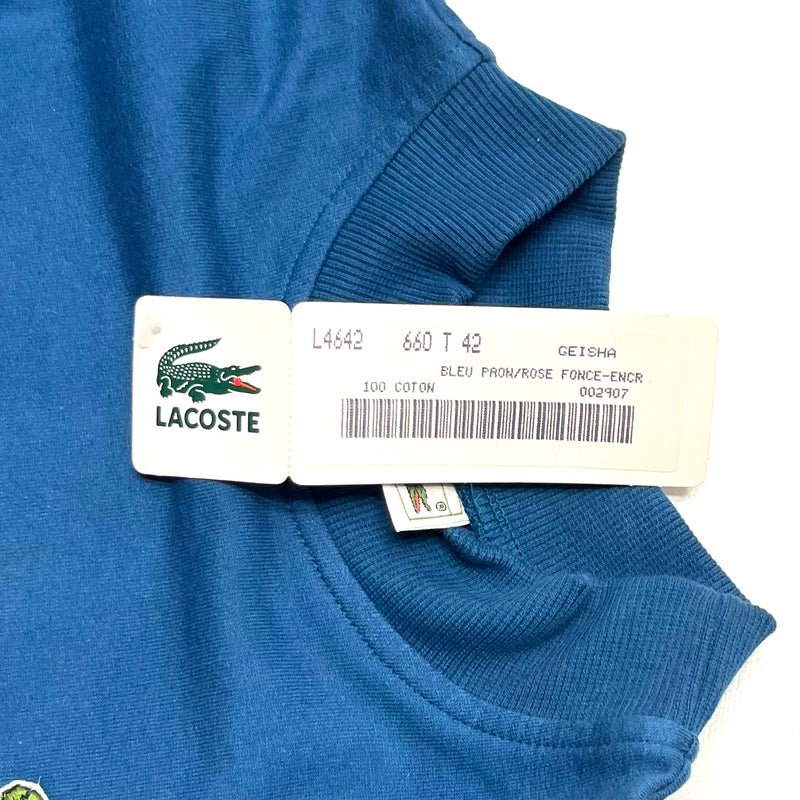 LACOSTE
L4642 660 T 42 GEISHA
BLEU PAON/ROSE FONCE-ENCR
100 COTON 002907
®